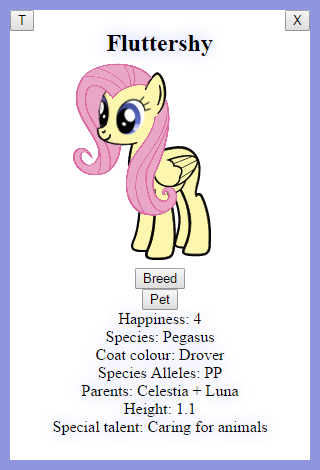 T X
Fluttershy
Breed
Pet
Happiness: 4
Species: Pegasus
Coat colour: Drover
Species Alleles: PP
Parents: Celestia + Luna
Height: 1.1
Special talent: Caring for animals